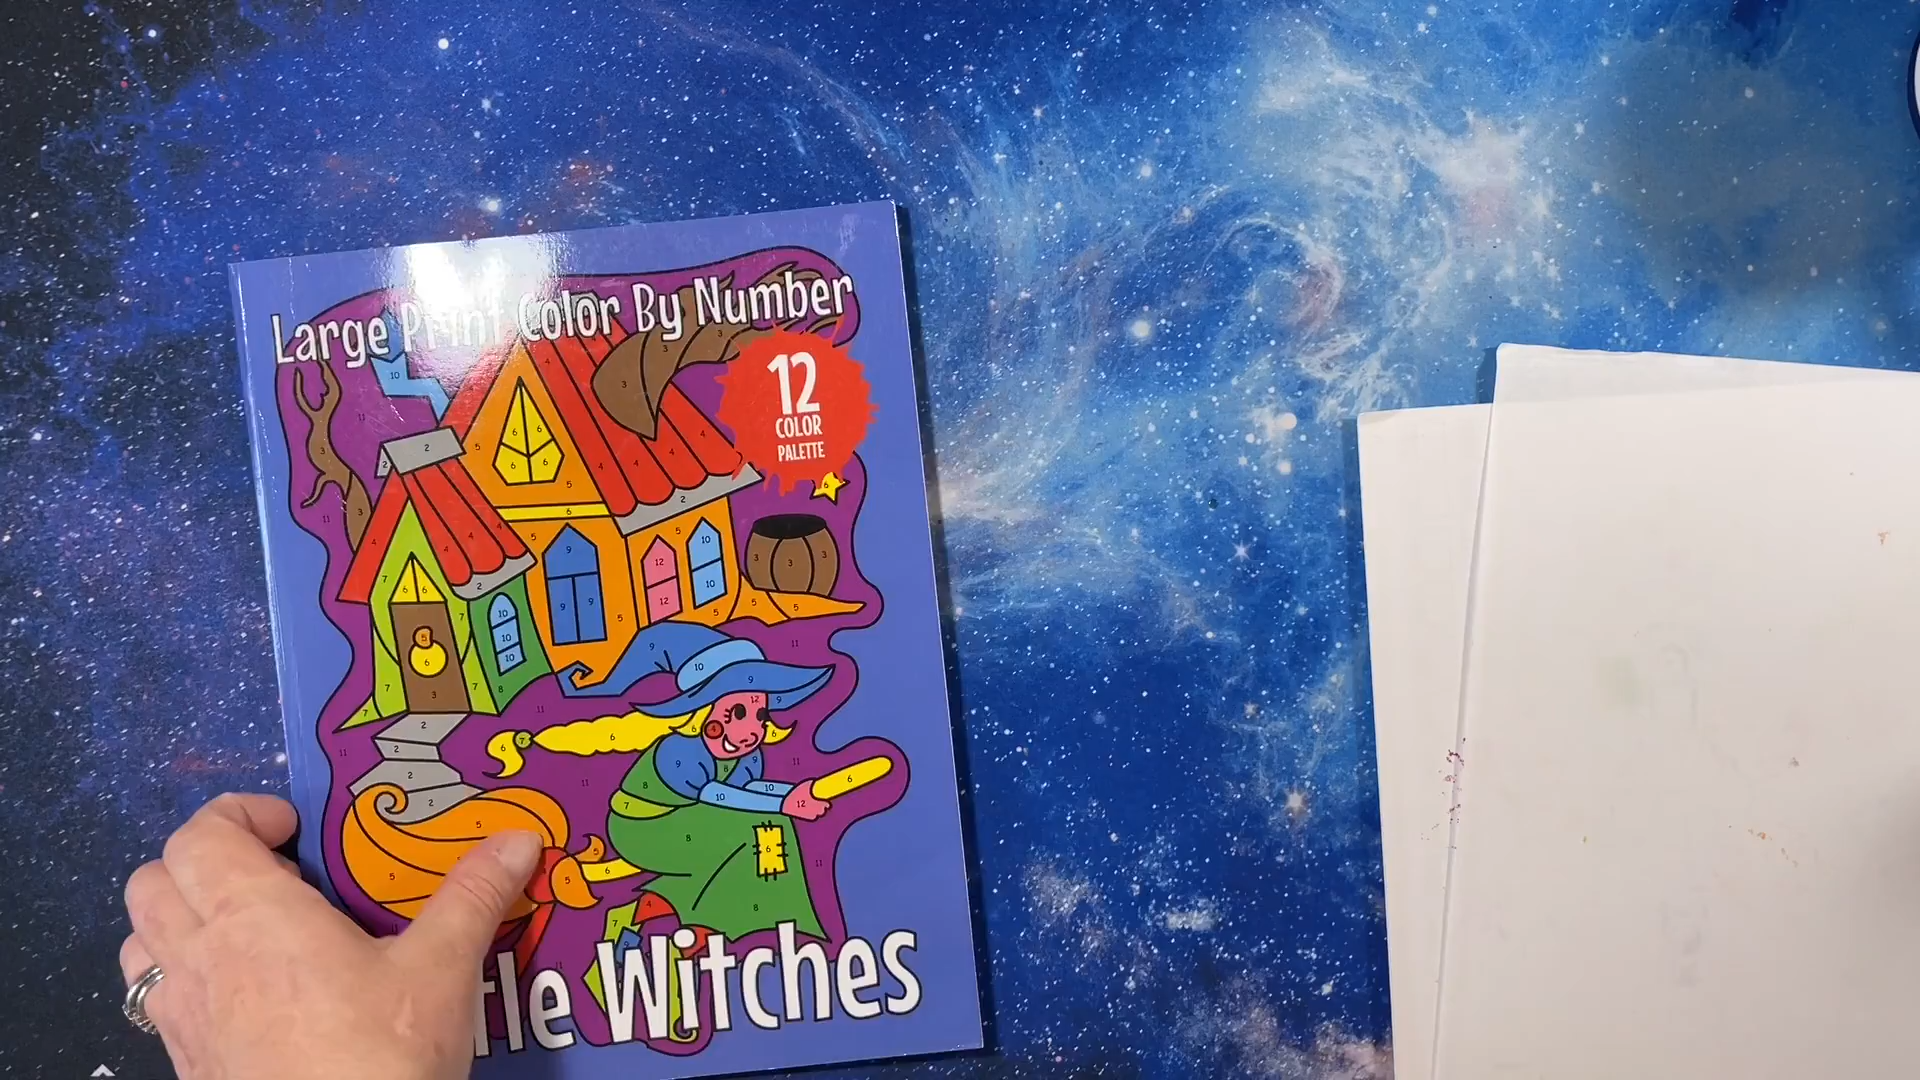 Large Print Color By Number
12
COLOR
PALETTE
Witches